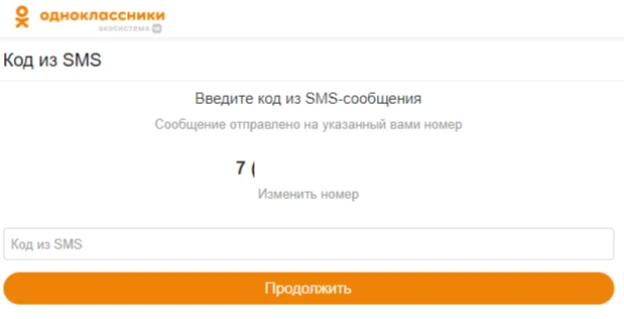 одноклассники
экосистема
Код из SMS
Введите код из SMS-сообщения
Сообщение отправлено на указанный вами номер
7 (
Изменить номер
Код из SMS
Продолжить